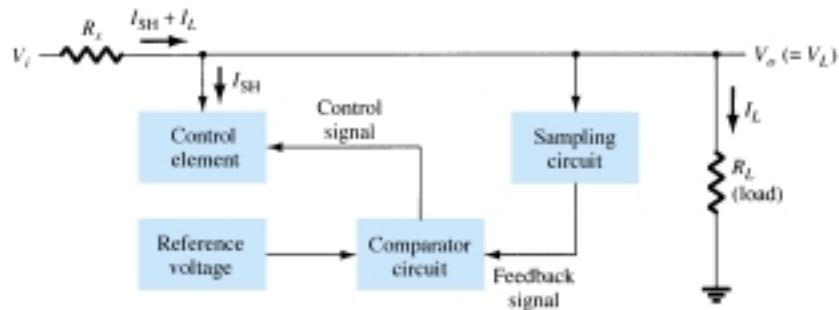 I_SH + I_L
R_s
V_i
V_o (= V_L)
I_SH
Control
signal
I_L
Control
element
Sampling
circuit
R_L
(load)
Reference
voltage
Comparator
circuit
Feedback
signal